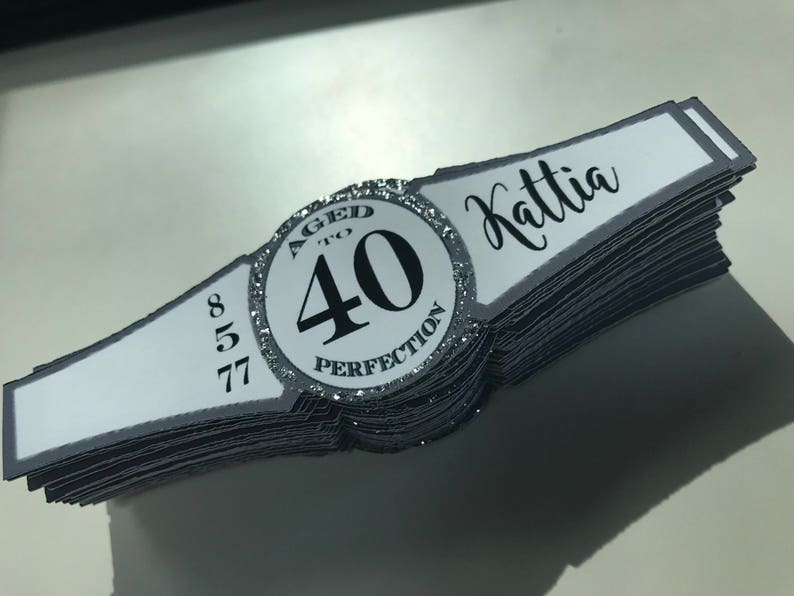 8
5
77
AGED
TO
40
PERFECTION
Kattia